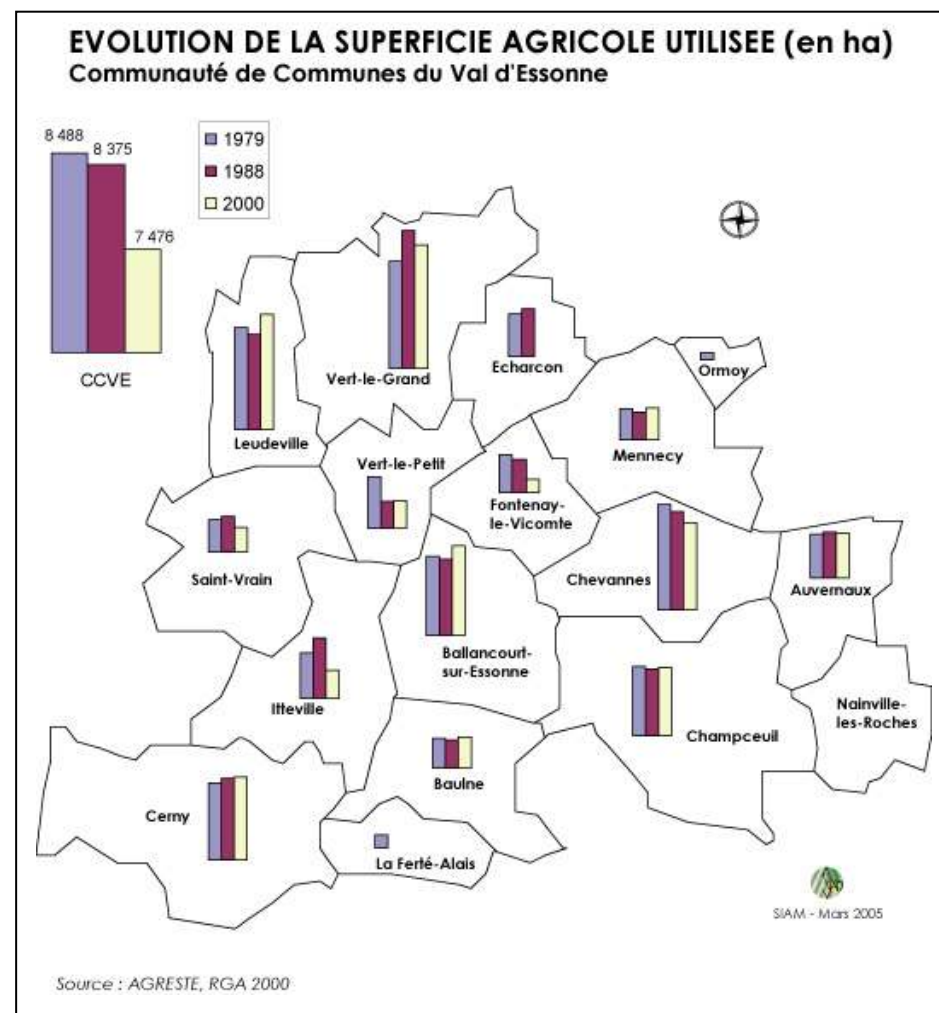 EVOLUTION DE LA SUPERFICIE AGRICOLE UTILISEE (en ha)
Communauté de Communes du Val d'Essonne
8 488
8 375
7 476
CCVE
1979
1988
2000
Vert-le-Grand
Echarcon
Ormoy
Leudeville
Mennecy
Vert-le-Petit
Fontenay-
le-Vicomte
Saint-Vrain
Chevannes
Auvernaux
Ballancourt-
sur-Essonne
Itteville
Nainville-
les-Roches
Champceuil
Baulne
Cerny
La Ferté-Alais
SIAM - Mars 2005
Source : AGRESTE, RGA 2000